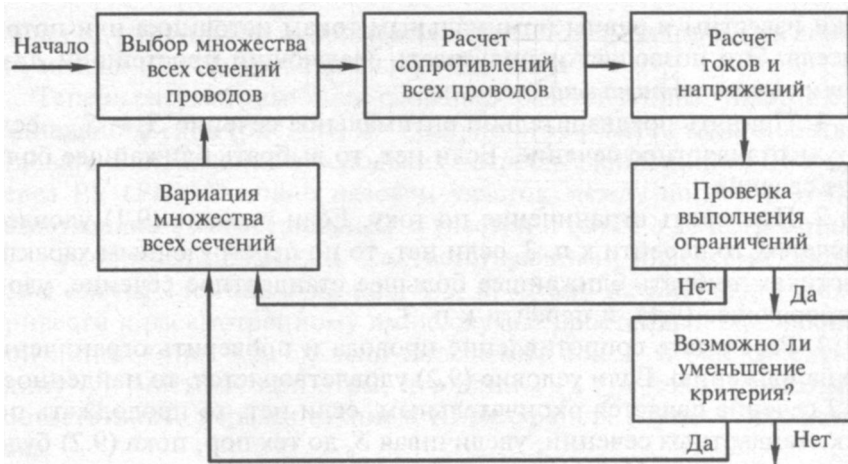 Начало
Выбор множества
всех сечений
проводов
Расчет
сопротивлений
всех проводов
Расчет
токов и
напряжений
Вариация
множества
всех сечений
Проверка
выполнения
ограничений
Нет
Да
Возможно ли
уменьшение
критерия?
Да
Нет